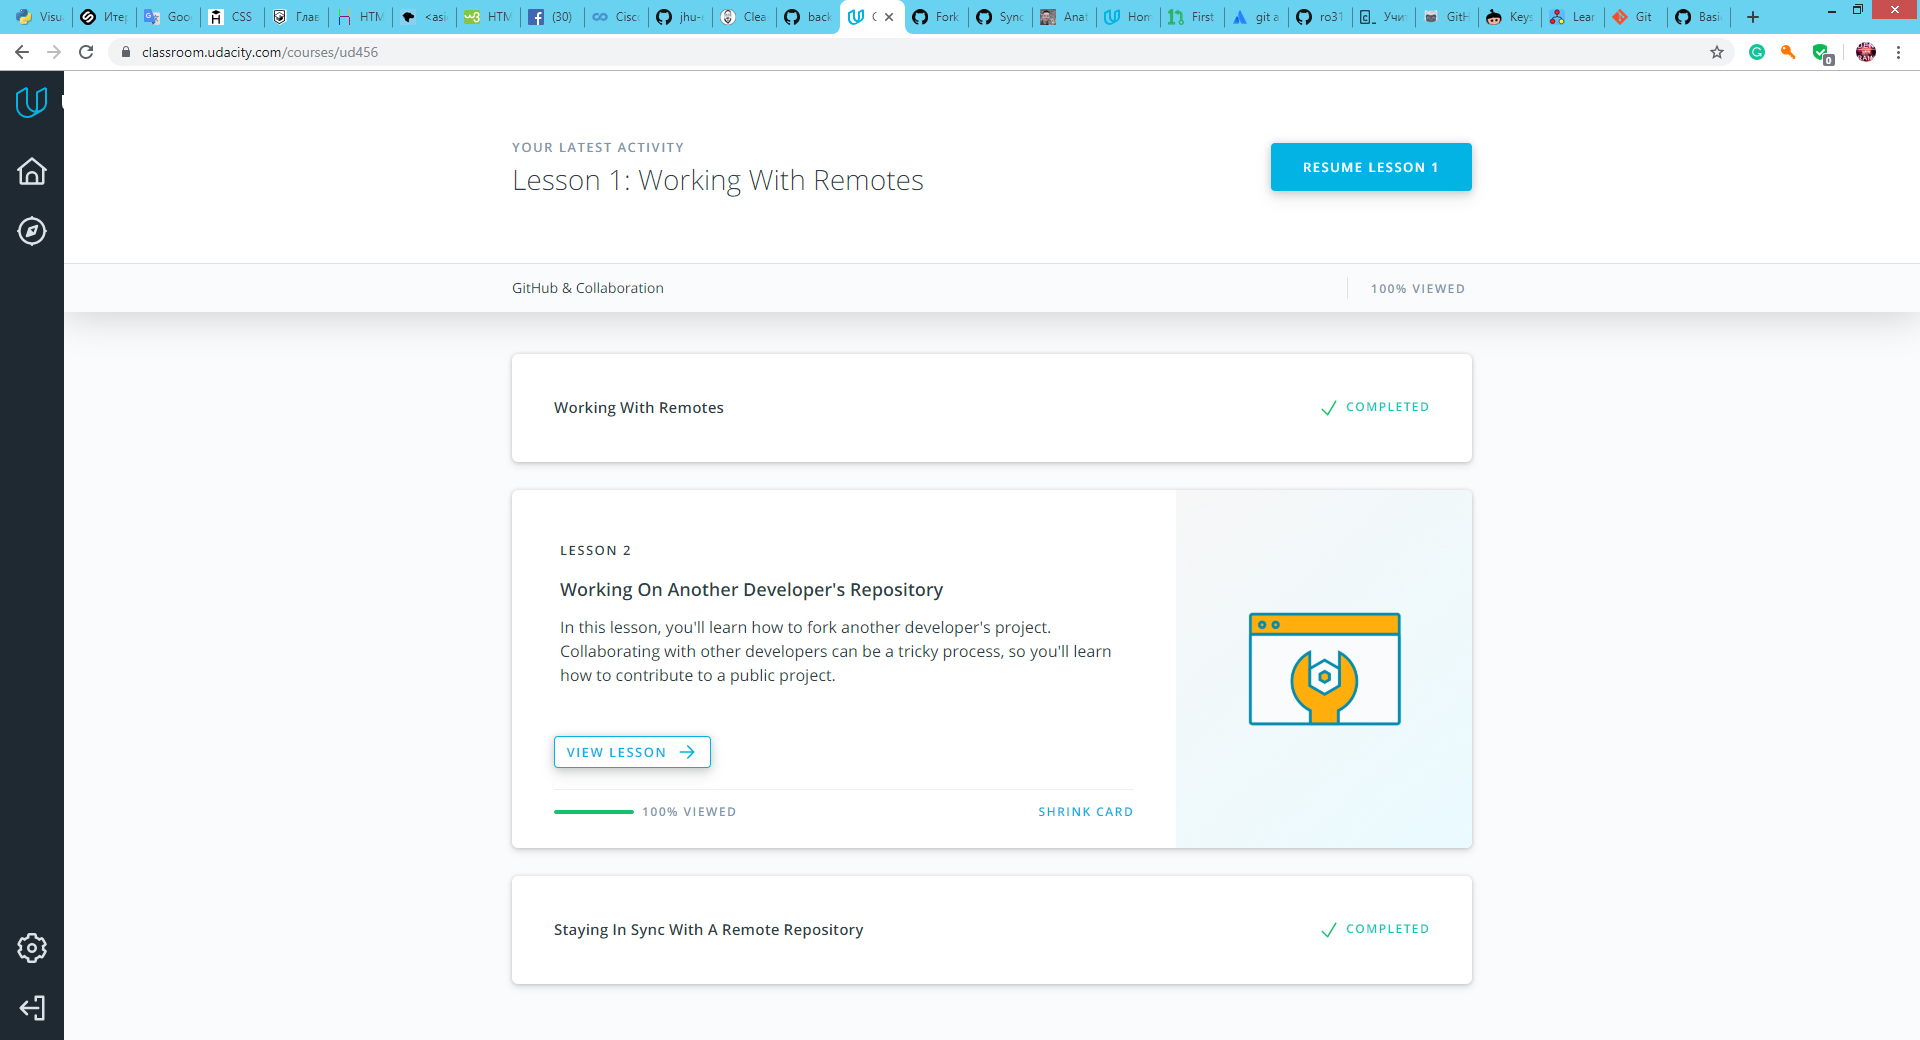 Visu
Ите
Goo
CSS
Глав
HTM
<asi
HTM
(30)
Cisc
jhu-
Clea
back
Fork
Sync
Anat
Hom
First
git a
ro31
Учи
GitH
Keys
Lear
Git
Basi
classroom.udacity.com/courses/ud456
0
YOUR LATEST ACTIVITY
Lesson 1: Working With Remotes
RESUME LESSON 1
GitHub & Collaboration
100% VIEWED
Working With Remotes
COMPLETED
LESSON 2
Working On Another Developer's Repository
In this lesson, you'll learn how to fork another developer's project.
Collaborating with other developers can be a tricky process, so you'll learn
how to contribute to a public project.
VIEW LESSON
100% VIEWED
SHRINK CARD
Staying In Sync With A Remote Repository
COMPLETED